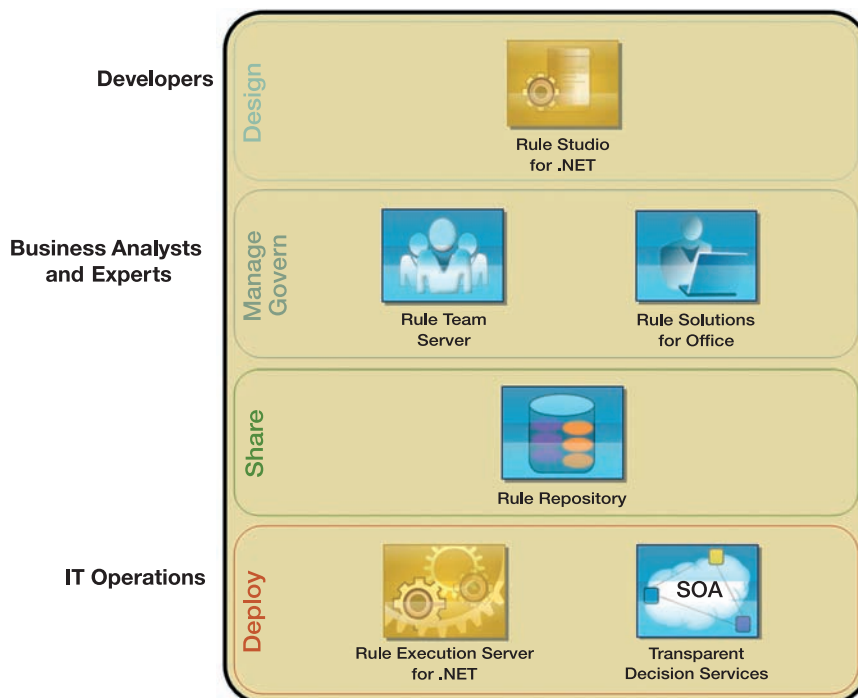 Developers
Design
Rule Studio
for .NET
Business Analysts
and Experts
Manage
Govern
Rule Team
Server
Rule Solutions
for Office
Share
Rule Repository
IT Operations
Deploy
Rule Execution Server
for .NET
SOA
Transparent
Decision Services